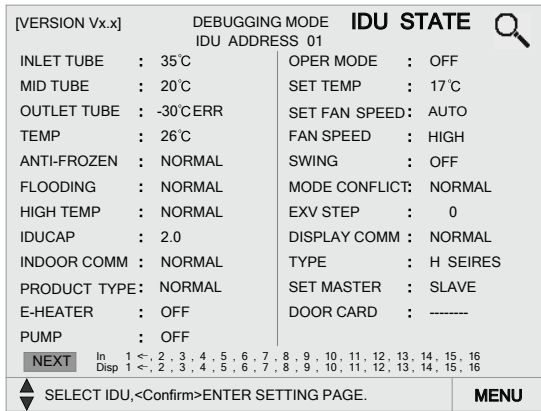 [VERSION Vx.x] DEBUGGING MODE IDU STATE
IDU ADDRESS 01
INLET TUBE : 35℃
MID TUBE : 20℃
OUTLET TUBE : -30℃ERR
TEMP : 26℃
ANTI-FROZEN : NORMAL
FLOODING : NORMAL
HIGH TEMP : NORMAL
IDUCAP : 2.0
INDOOR COMM : NORMAL
PRODUCT TYPE: NORMAL
E-HEATER : OFF
PUMP : OFF
OPER MODE : OFF
SET TEMP : 17℃
SET FAN SPEED: AUTO
FAN SPEED : HIGH
SWING : OFF
MODE CONFLICT: NORMAL
EXV STEP : 0
DISPLAY COMM : NORMAL
TYPE : H SEIRES
SET MASTER : SLAVE
DOOR CARD : --------
NEXT
In 1 <-, 2 , 3 , 4 , 5 , 6 , 7 , 8 , 9 , 10 , 11, 12, 13, 14, 15, 16
Disp 1 <-, 2 , 3 , 4 , 5 , 6 , 7 , 8 , 9 , 10 , 11, 12, 13, 14, 15, 16
SELECT IDU,<Confirm>ENTER SETTING PAGE. MENU